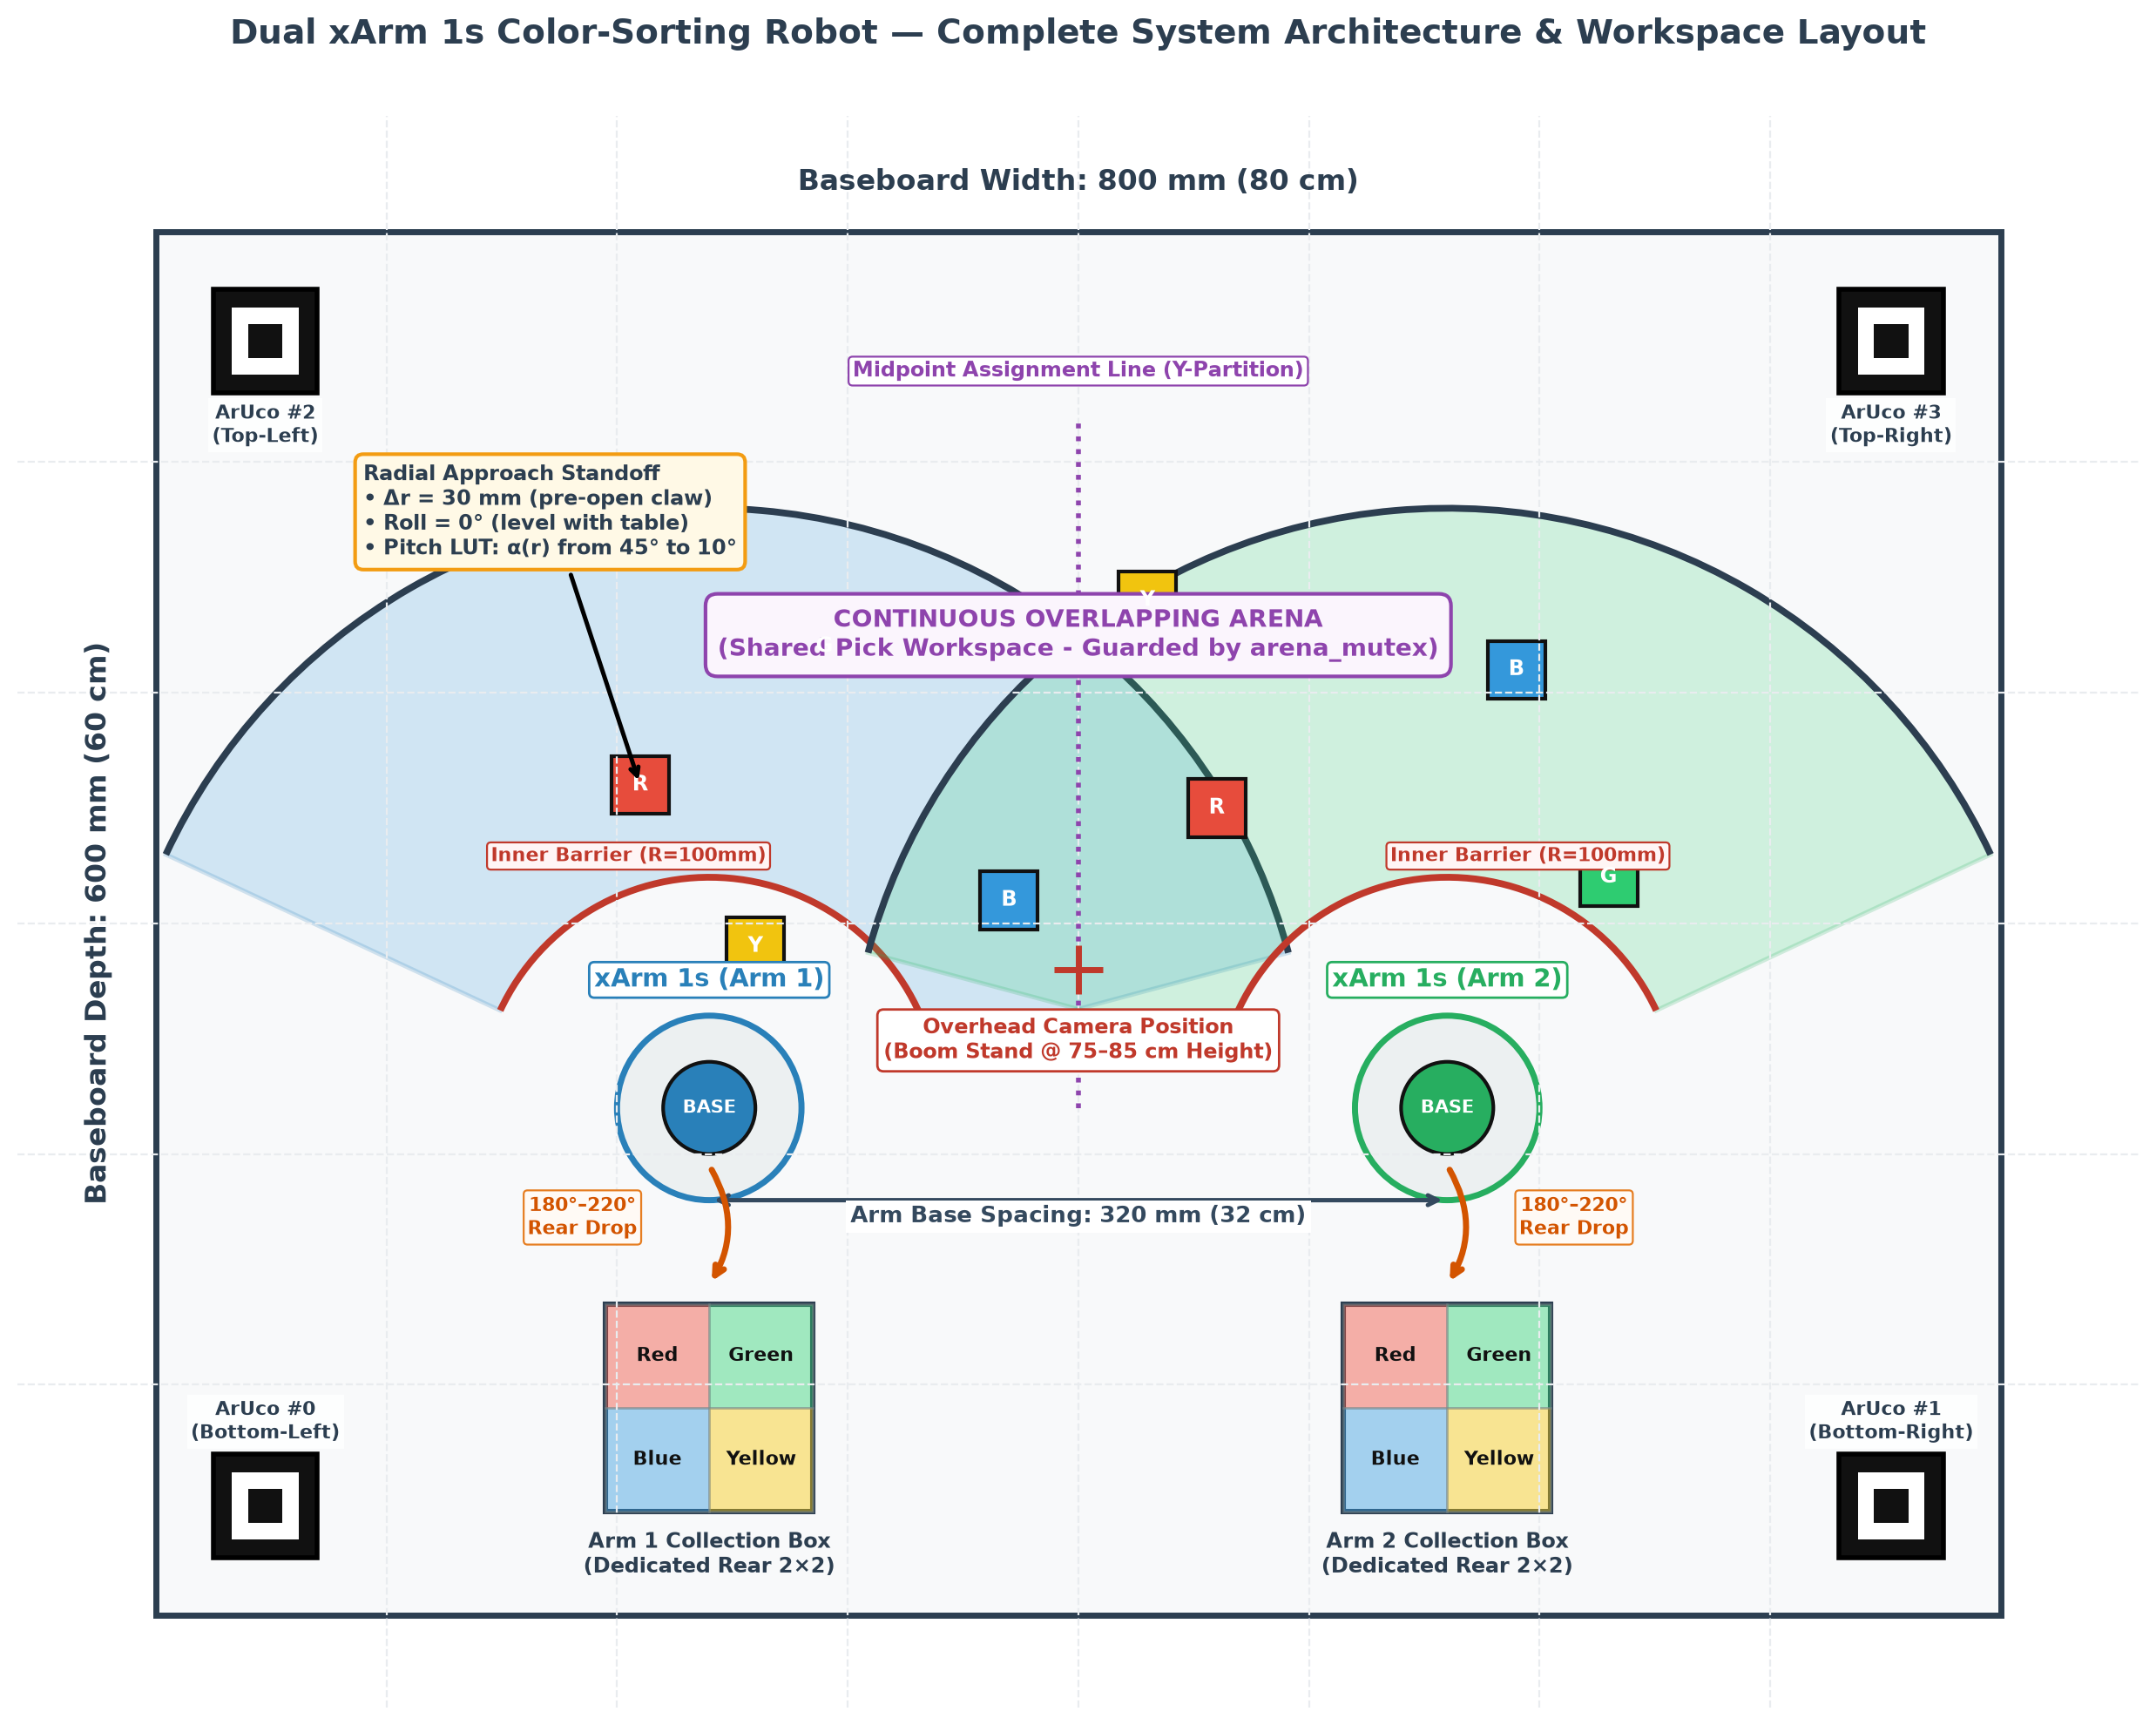 Dual xArm 1s Color-Sorting Robot — Complete System Architecture & Workspace Layout
Baseboard Width: 800 mm (80 cm)
Baseboard Depth: 600 mm (60 cm)
ArUco #2
(Top-Left)
ArUco #3
(Top-Right)
Midpoint Assignment Line (Y-Partition)
Radial Approach Standoff
• Δr = 30 mm (pre-open claw)
• Roll = 0° (level with table)
• Pitch LUT: α(r) from 45° to 10°
CONTINUOUS OVERLAPPING ARENA
(Shared Pick Workspace - Guarded by arena_mutex)
B
R
R
Inner Barrier (R=100mm)
Inner Barrier (R=100mm)
G
B
Y
xArm 1s (Arm 1)
xArm 1s (Arm 2)
Overhead Camera Position
(Boom Stand @ 75–85 cm Height)
BASE
BASE
180°–220°
Rear Drop
Arm Base Spacing: 320 mm (32 cm)
180°–220°
Rear Drop
Red
Green
Blue
Yellow
Red
Green
Blue
Yellow
ArUco #0
(Bottom-Left)
ArUco #1
(Bottom-Right)
Arm 1 Collection Box
(Dedicated Rear 2×2)
Arm 2 Collection Box
(Dedicated Rear 2×2)